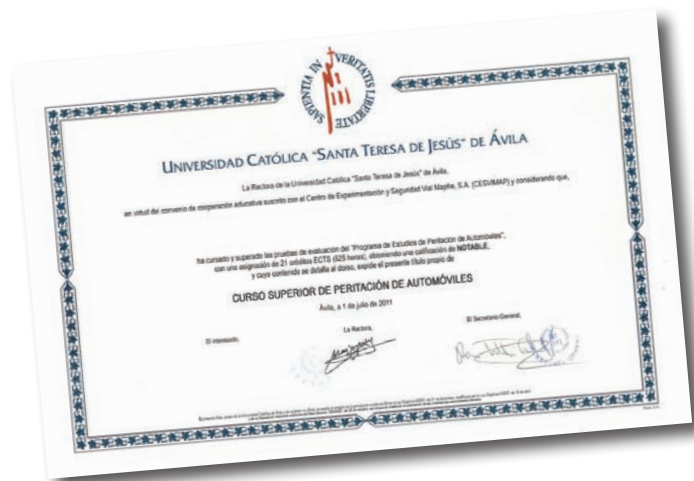 SAPIENTIA IN VERITATIS LIBERTATE
UNIVERSIDAD CATÓLICA "SANTA TERESA DE JESÚS" DE ÁVILA
La Rectora de la Universidad Católica "Santa Teresa de Jesús" de Ávila,
en virtud del convenio de cooperación educativa suscrito con el Centro de Experimentación y Seguridad Vial Mapfre, S.A. (CESVIMAP) y considerando que,
ha cursado y superado las pruebas de evaluación del "Programa de Estudios de Peritación de Automóviles",
con una asignación de 21 créditos ECTS (525 horas), obteniendo una calificación de NOTABLE,
y cuyo contenido se detalla al dorso, expide el presente título propio de
CURSO SUPERIOR DE PERITACIÓN DE AUTOMÓVILES
Ávila, a 1 de julio de 2011
El interesado,
La Rectora,
El Secretario General,